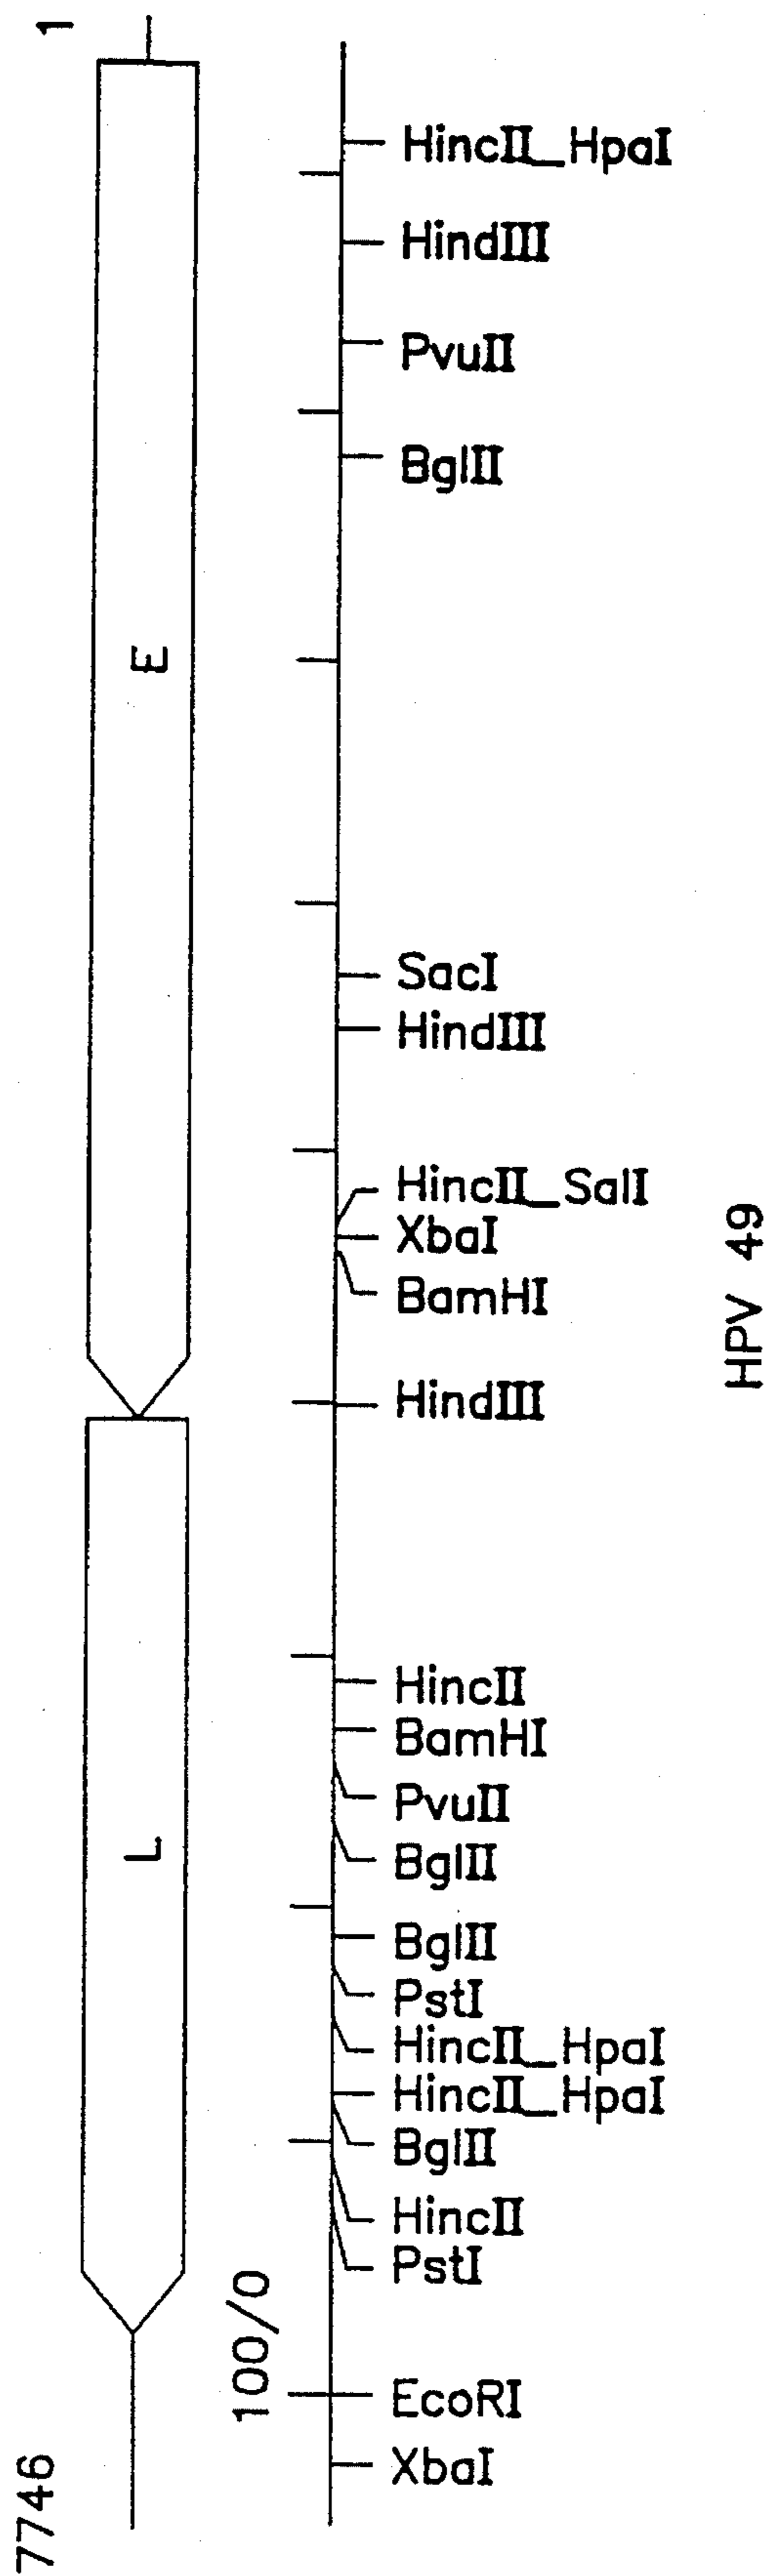 1
HincII_HpaI
HindIII
PvuII
BglII
E
SacI
HindIII
HincII_SalI
XbaI
BamHI
HPV 49
HindIII
HincII
BamHI
PvuII
L
BglII
BglII
PstI
HincII_HpaI
HincII_HpaI
BglII
HincII
PstI
100/0
EcoRI
XbaI
7746